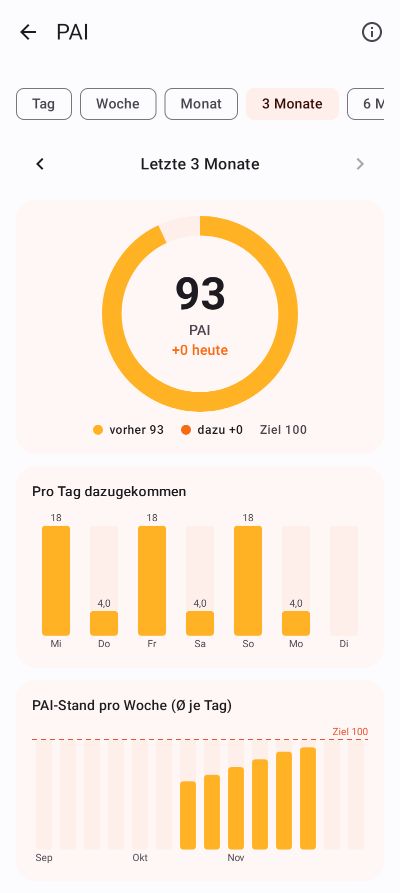 PAI
Tag Woche Monat 3 Monate 6 M
Letzte 3 Monate
93
PAI
+0 heute
vorher 93 dazu +0 Ziel 100
Pro Tag dazugekommen
18 18 18
4,0 4,0 4,0
Mi Do Fr Sa So Mo Di
PAI-Stand pro Woche (Ø je Tag)
Ziel 100
Sep Okt Nov